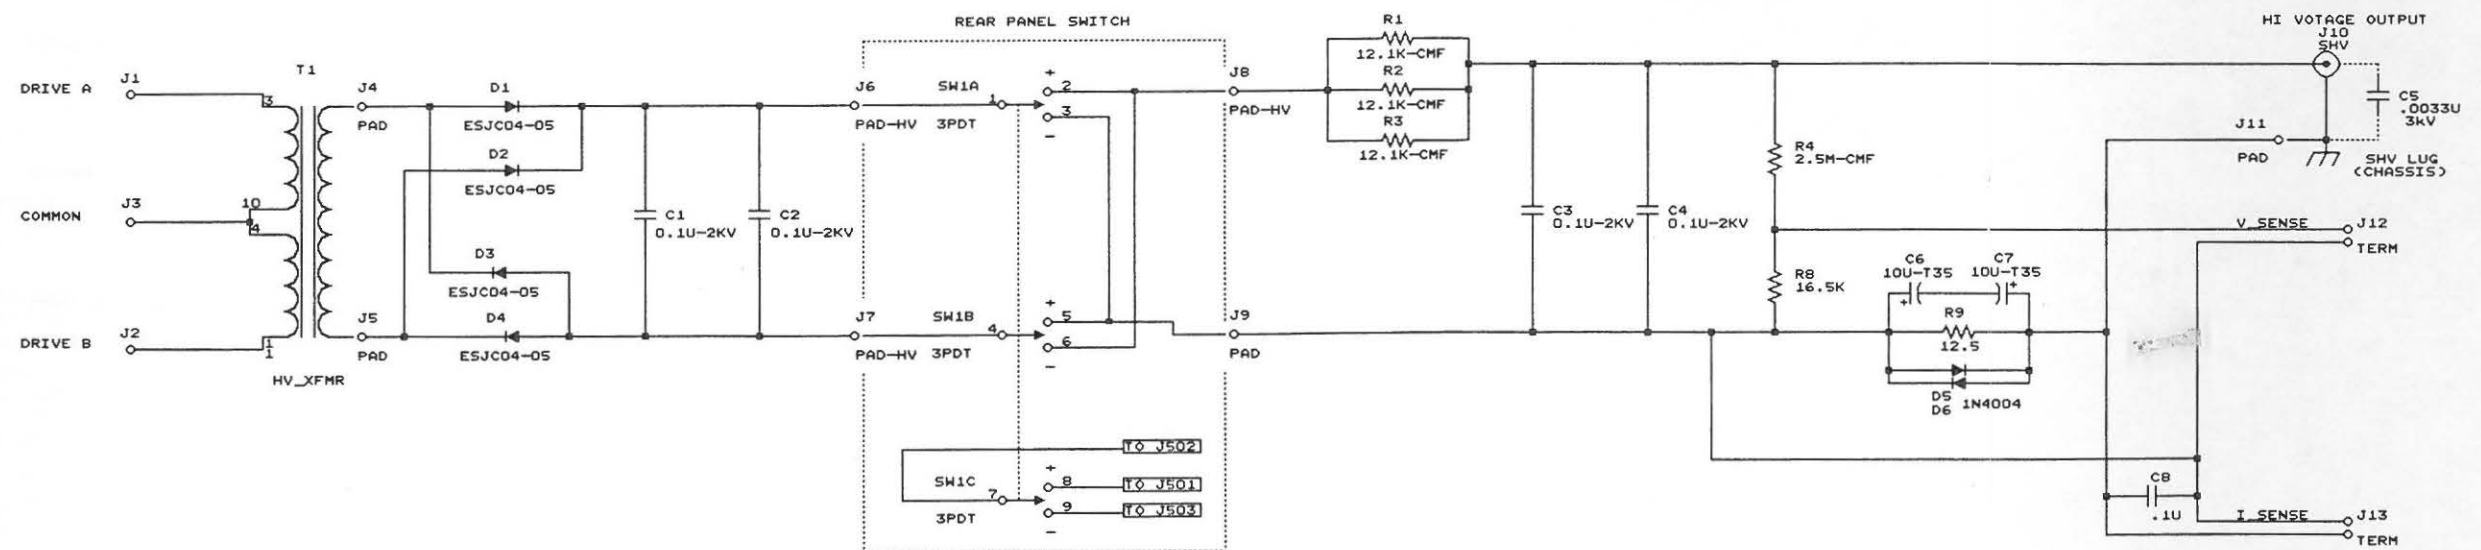 REAR PANEL SWITCH
HI VOTAGE OUTPUT
J10
SHV
DRIVE A
J1
3
T1
J4
PAD
D1
ESJC04-05
D2
ESJC04-05
COMMON
J3
10
4
D3
ESJC04-05
DRIVE B
J2
1
1
HV_XFMR
J5
PAD
D4
ESJC04-05
C1
0.1U-2KV
C2
0.1U-2KV
J6
PAD-HV
SW1A
3PDT
1
+
2
3
-
J7
PAD-HV
SW1B
3PDT
4
+
5
6
-
SW1C
3PDT
7
+
8
9
-
TO J502
TO J501
TO J503
J8
PAD-HV
J9
PAD
R1
12.1K-CMF
R2
12.1K-CMF
R3
12.1K-CMF
C3
0.1U-2KV
C4
0.1U-2KV
R4
2.5M-CMF
R8
16.5K
C6
10U-T35
+
C7
10U-T35
+
R9
12.5
D5
D6
1N4004
C5
.0033U
3kV
J11
PAD
SHV LUG
(CHASSIS)
V_SENSE
J12
TERM
C8
.1U
I_SENSE
J13
TERM